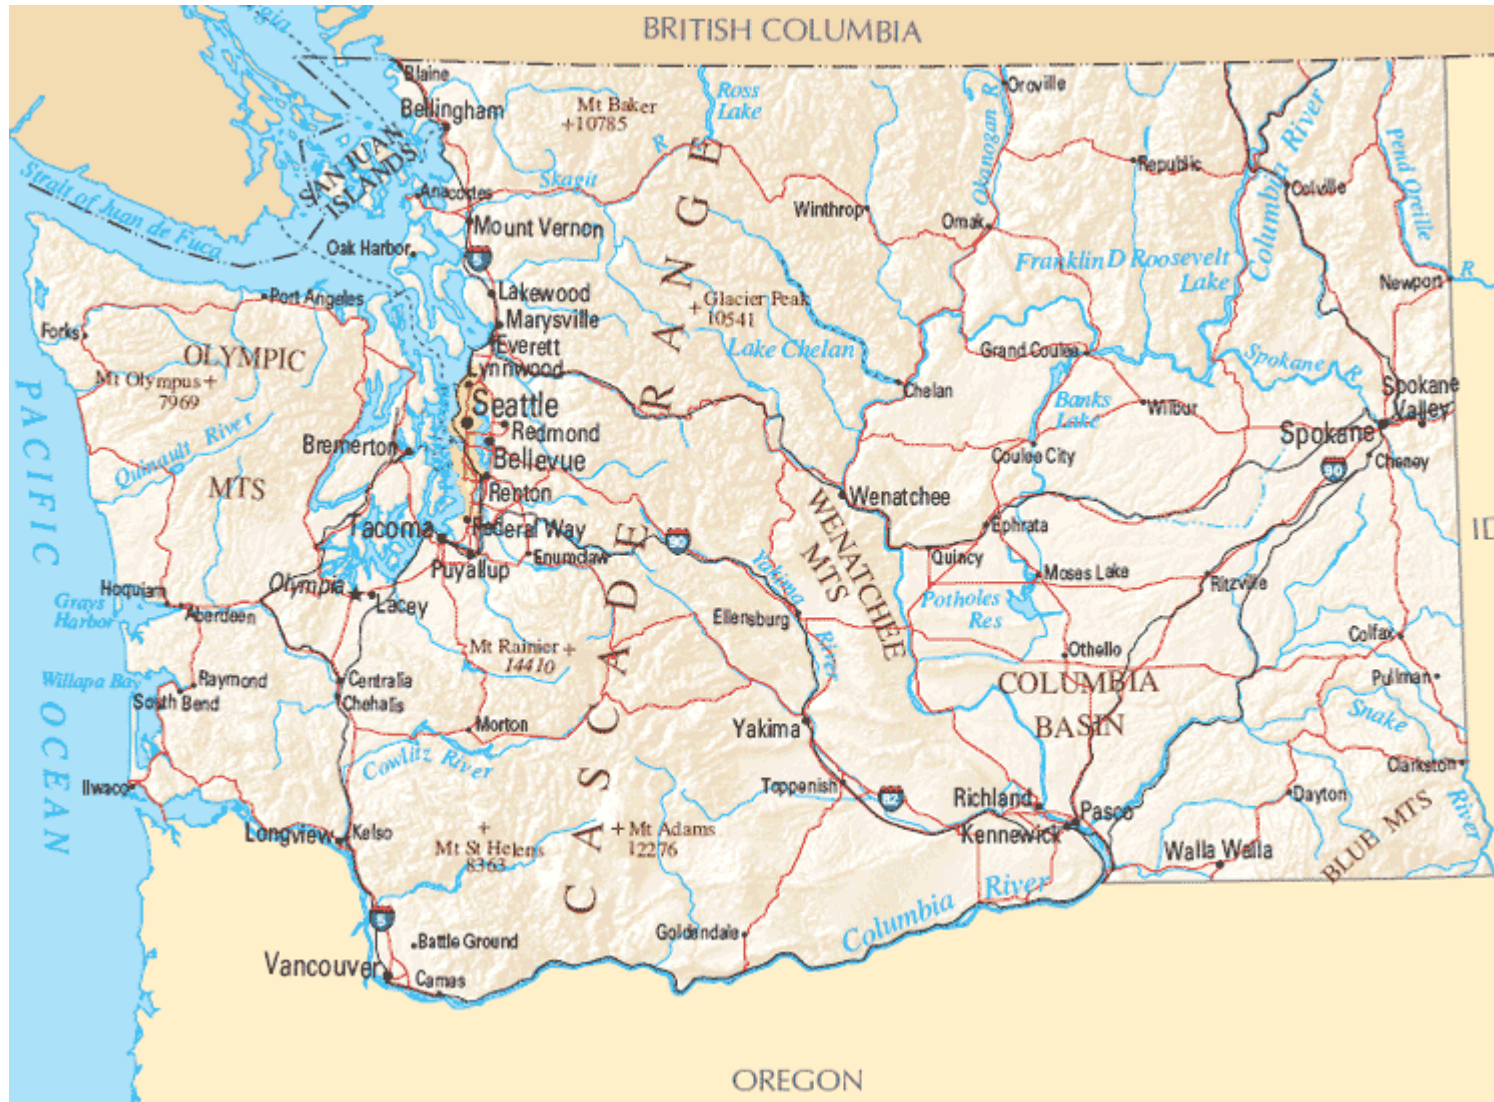 BRITISH COLUMBIA
gia
Blaine
Bellingham
Mt Baker
+10785
Ross
Lake
Oroville
Okanogan R
Columbia River
Pend Oreille
R
SAN JUAN
ISLANDS
Strait of Juan de Fuca
Anacortes
Skagit
R
Republic
Colville
Mount Vernon
Winthrop
Omak
Oak Harbor
5
Franklin D Roosevelt
Lake
Newport
R
Port Angeles
Lakewood
Glacier Peak
10541
Forks
Marysville
Everett
Lake Chelan
Grand Coulee
Spokane R
OLYMPIC
MTS
Mt Olympus +
7969
Lynnwood
Seattle
Chelan
Banks
Lake
Wilbur
Spokane
Valley
Spokane
Quinault River
Bremerton
Redmond
Bellevue
Coulee City
90
Cheney
Renton
Wenatchee
WENATCHEE
MTS
Tacoma
Federal Way
Ephrata
ID
PACIFIC OCEAN
CASCADE RANGE
90
Puyallup
Enumclaw
Yakima River
Quincy
Moses Lake
Ritzville
Hoquiam
Olympia
Lacey
Grays
Harbor
Aberdeen
Ellensburg
Potholes
Res
Mt Rainier +
14410
Othello
Colfax
Willapa Bay
Raymond
South Bend
Centralia
Chehalis
COLUMBIA
BASIN
Pullman
Morton
Yakima
Snake
River
Cowlitz River
Clarkston
Ilwaco
Toppenish
82
Richland
Pasco
Kennewick
Dayton
BLUE MTS
Longview
Kelso
Mt St Helens
8363
+ Mt Adams
12276
Walla Walla
Columbia River
5
Battle Ground
Goldendale
Vancouver
Camas
OREGON